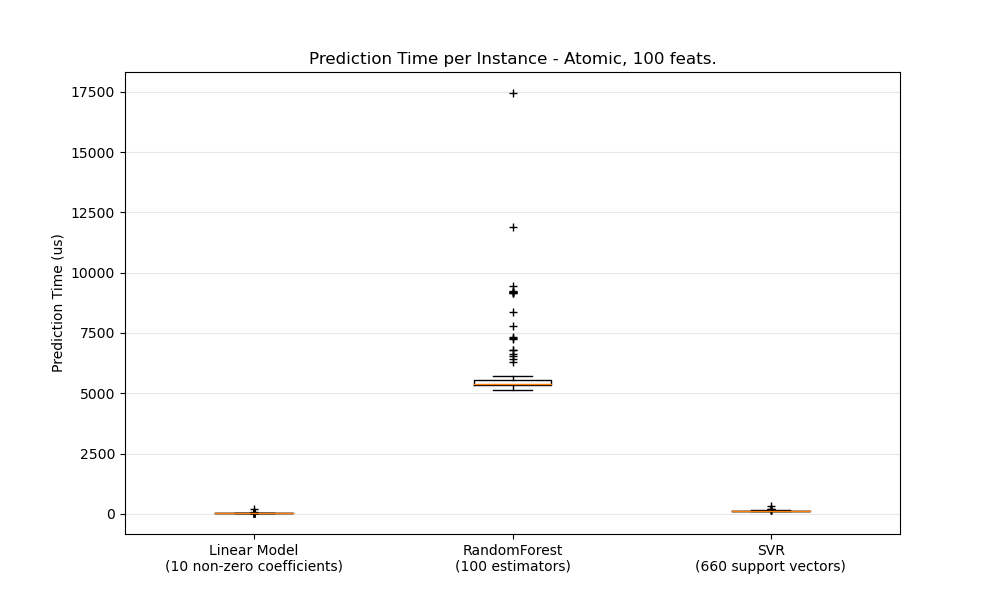 Prediction Time per Instance - Atomic, 100 feats.
Prediction Time (us)
17500
15000
12500
10000
7500
5000
2500
0
Linear Model
(10 non-zero coefficients)
RandomForest
(100 estimators)
SVR
(660 support vectors)